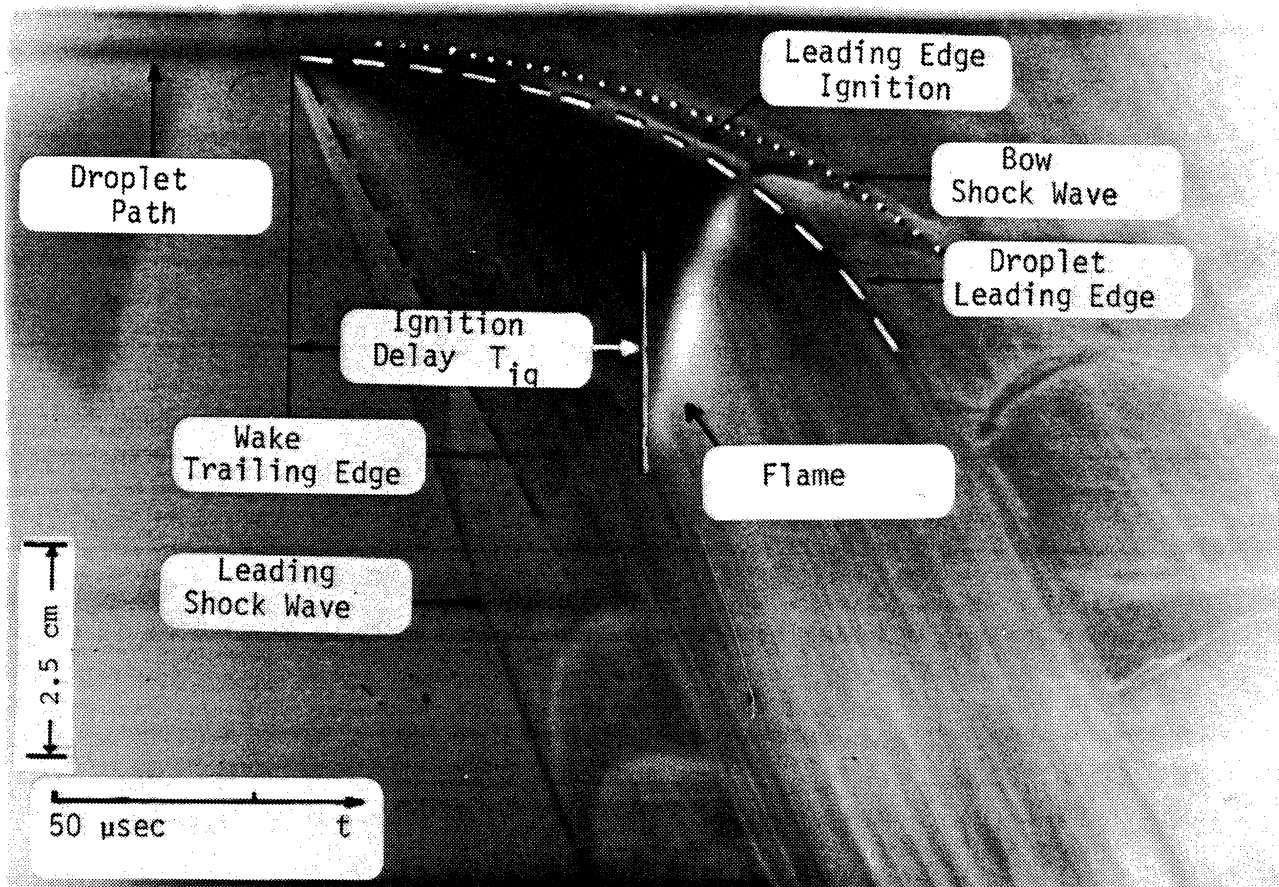 Leading Edge
Ignition
Bow
Shock Wave
Droplet
Path
Droplet
Leading Edge
Ignition
Delay Tig
Wake
Trailing Edge
Flame
Leading
Shock Wave
2.5 cm
50 μsec t